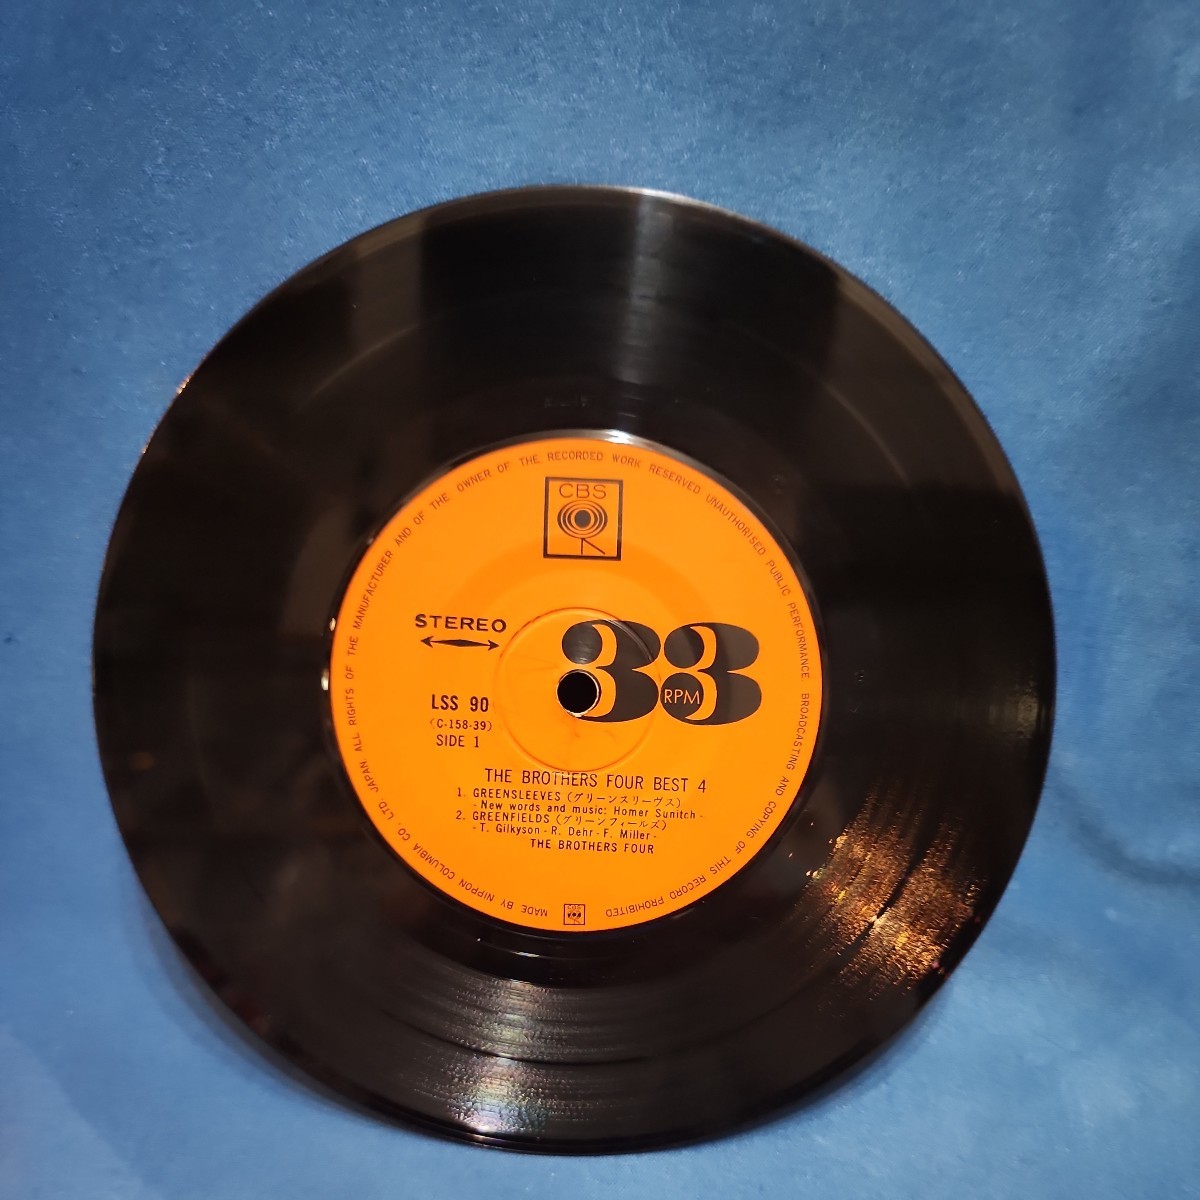 CBS
STEREO
33
RPM
LSS 90
(C-158-39)
SIDE 1
THE BROTHERS FOUR BEST 4
1. GREENSLEEVES (グリーンスリーヴス)
- New words and music: Homer Sunitch -
2. GREENFIELDS (グリーンフィールズ)
- T. Gilkyson - R. Dehr - F. Miller -
THE BROTHERS FOUR
MADE BY NIPPON COLUMBIA CO., LTD. JAPAN ALL RIGHTS OF THE MANUFACTURER AND OF THE OWNER OF THE RECORDED WORK RESERVED UNAUTHORISED PUBLIC PERFORMANCE BROADCASTING AND COPYING OF THIS RECORD PROHIBITED